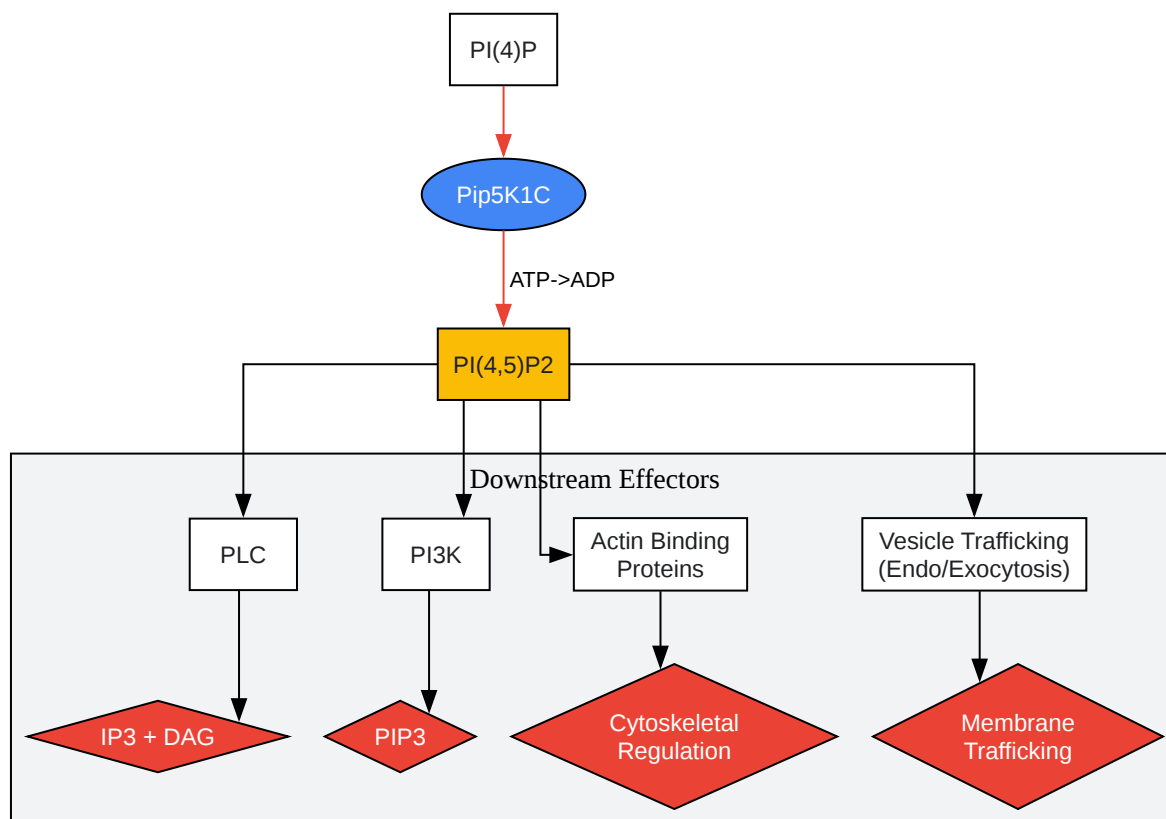 PI(4)P
Pip5K1C
ATP->ADP
PI(4,5)P2
Downstream Effectors
PLC
PI3K
Actin Binding
Proteins
Vesicle Trafficking
(Endo/Exocytosis)
IP3 + DAG
PIP3
Cytoskeletal
Regulation
Membrane
Trafficking